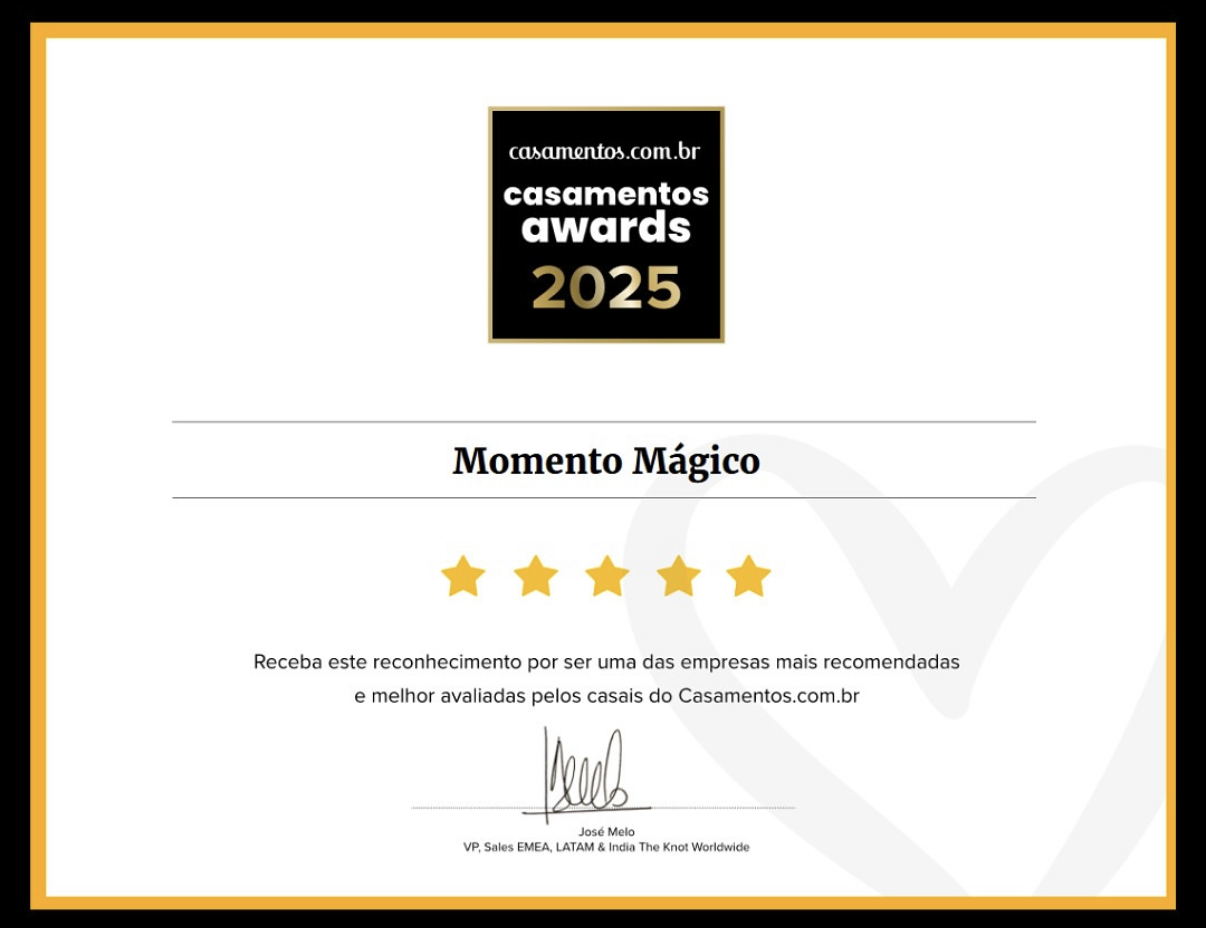 casamentos.com.br
casamentos
awards
2025
Momento Mágico
Receba este reconhecimento por ser uma das empresas mais recomendadas
e melhor avaliadas pelos casais do Casamentos.com.br
José Melo
VP, Sales EMEA, LATAM & India The Knot Worldwide